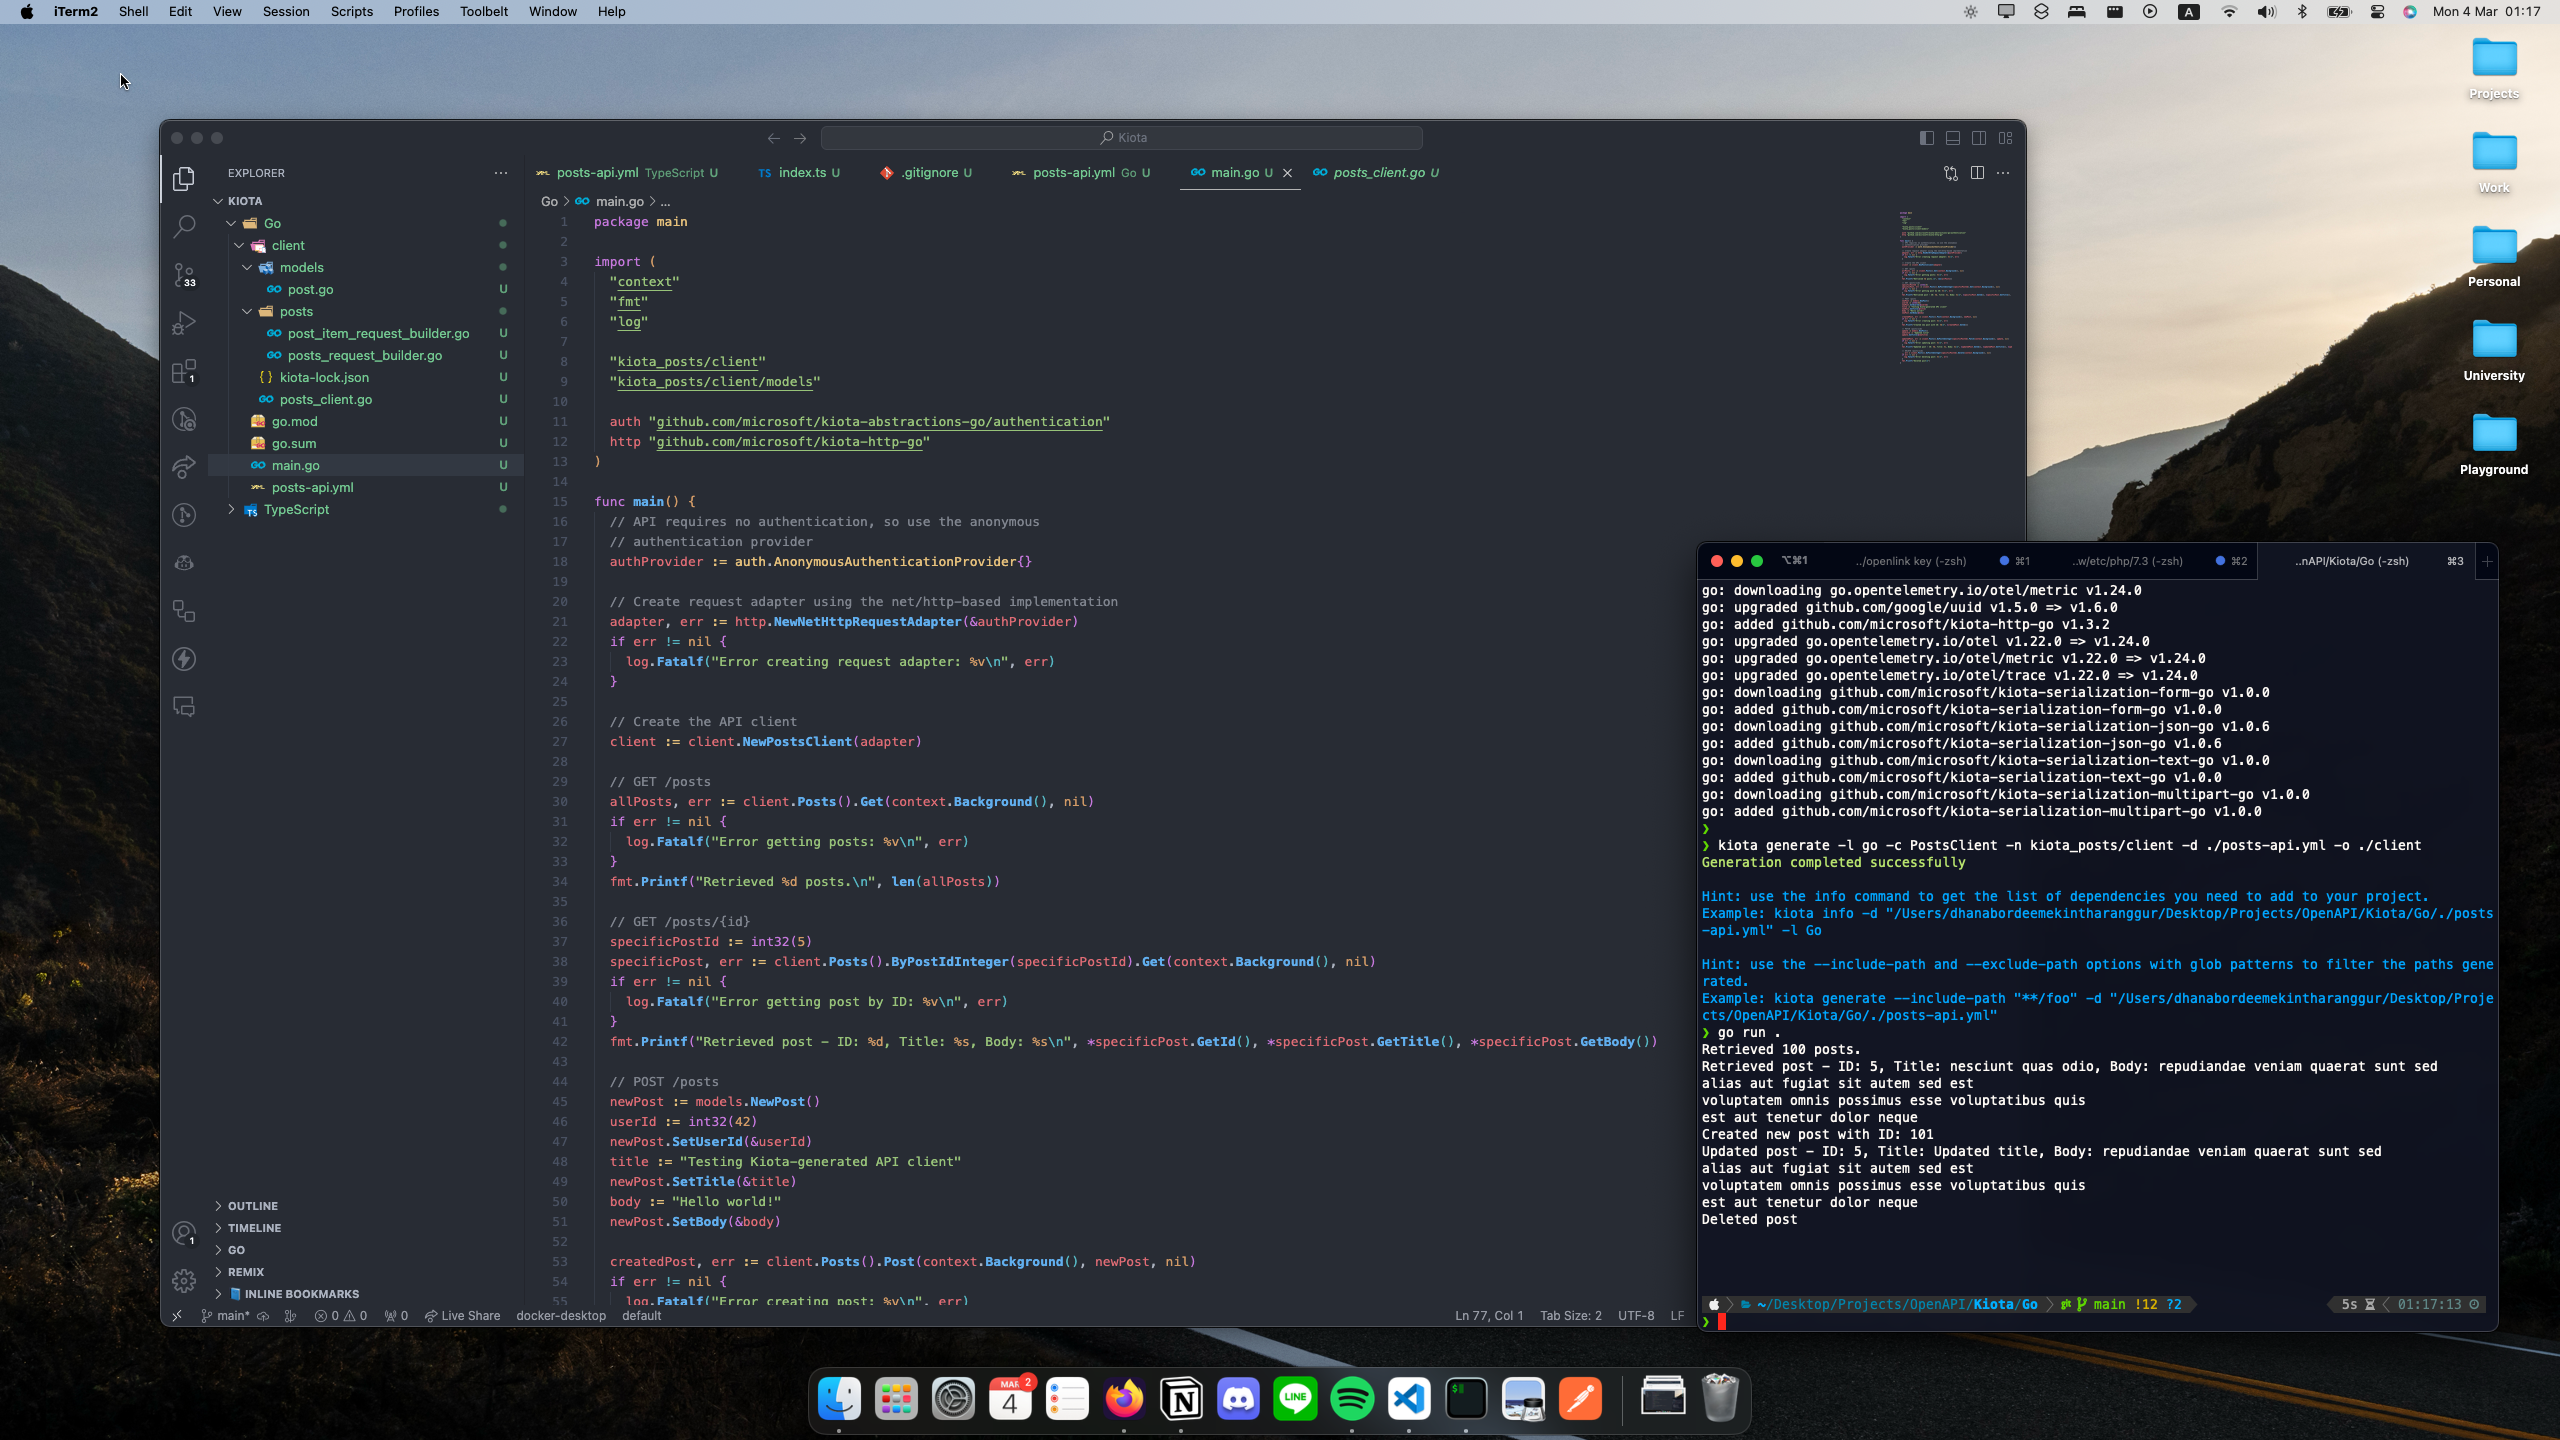 iTerm2 Shell Edit View Session Scripts Profiles Toolbelt Window Help
A Mon 4 Mar 01:17
Projects
Work
Personal
University
Playground
Kiota
EXPLORER
KIOTA
Go
client
models
post.go U
posts
post_item_request_builder.go U
posts_request_builder.go U
{} kiota-lock.json U
posts_client.go U
go.mod U
go.sum U
main.go U
posts-api.yml U
TS TypeScript
33
1
1
OUTLINE
TIMELINE
GO
REMIX
INLINE BOOKMARKS
posts-api.yml TypeScript U TS index.ts U .gitignore U posts-api.yml Go U GO main.go U GO posts_client.go U
Go > GO main.go > ...
1 package main
2
3 import (
4 "context"
5 "fmt"
6 "log"
7
8 "kiota_posts/client"
9 "kiota_posts/client/models"
10
11 auth "github.com/microsoft/kiota-abstractions-go/authentication"
12 http "github.com/microsoft/kiota-http-go"
13 )
14
15 func main() {
16 // API requires no authentication, so use the anonymous
17 // authentication provider
18 authProvider := auth.AnonymousAuthenticationProvider{}
19
20 // Create request adapter using the net/http-based implementation
21 adapter, err := http.NewNetHttpRequestAdapter(&authProvider)
22 if err != nil {
23 log.Fatalf("Error creating request adapter: %v\n", err)
24 }
25
26 // Create the API client
27 client := client.NewPostsClient(adapter)
28
29 // GET /posts
30 allPosts, err := client.Posts().Get(context.Background(), nil)
31 if err != nil {
32 log.Fatalf("Error getting posts: %v\n", err)
33 }
34 fmt.Printf("Retrieved %d posts.\n", len(allPosts))
35
36 // GET /posts/{id}
37 specificPostId := int32(5)
38 specificPost, err := client.Posts().ByPostIdInteger(specificPostId).Get(context.Background(), nil)
39 if err != nil {
40 log.Fatalf("Error getting post by ID: %v\n", err)
41 }
42 fmt.Printf("Retrieved post - ID: %d, Title: %s, Body: %s\n", *specificPost.GetId(), *specificPost.GetTitle(), *specificPost.GetBody())
43
44 // POST /posts
45 newPost := models.NewPost()
46 userId := int32(42)
47 newPost.SetUserId(&userId)
48 title := "Testing Kiota-generated API client"
49 newPost.SetTitle(&title)
50 body := "Hello world!"
51 newPost.SetBody(&body)
52
53 createdPost, err := client.Posts().Post(context.Background(), newPost, nil)
54 if err != nil {
55 log.Fatalf("Error creating post: %v\n", err)
main* 0 0 0 Live Share docker-desktop default Ln 77, Col 1 Tab Size: 2 UTF-8 LF
⌥⌘1 ../openlink key (-zsh) ⌘1 ..w/etc/php/7.3 (-zsh) ⌘2 ..nAPI/Kiota/Go (-zsh) ⌘3
go: downloading go.opentelemetry.io/otel/metric v1.24.0
go: upgraded github.com/google/uuid v1.5.0 => v1.6.0
go: added github.com/microsoft/kiota-http-go v1.3.2
go: upgraded go.opentelemetry.io/otel v1.22.0 => v1.24.0
go: upgraded go.opentelemetry.io/otel/metric v1.22.0 => v1.24.0
go: upgraded go.opentelemetry.io/otel/trace v1.22.0 => v1.24.0
go: downloading github.com/microsoft/kiota-serialization-form-go v1.0.0
go: added github.com/microsoft/kiota-serialization-form-go v1.0.0
go: downloading github.com/microsoft/kiota-serialization-json-go v1.0.6
go: added github.com/microsoft/kiota-serialization-json-go v1.0.6
go: downloading github.com/microsoft/kiota-serialization-text-go v1.0.0
go: added github.com/microsoft/kiota-serialization-text-go v1.0.0
go: downloading github.com/microsoft/kiota-serialization-multipart-go v1.0.0
go: added github.com/microsoft/kiota-serialization-multipart-go v1.0.0
❯
❯ kiota generate -l go -c PostsClient -n kiota_posts/client -d ./posts-api.yml -o ./client
Generation completed successfully
Hint: use the info command to get the list of dependencies you need to add to your project.
Example: kiota info -d "/Users/dhanabordeemekintharanggur/Desktop/Projects/OpenAPI/Kiota/Go/./posts
-api.yml" -l Go
Hint: use the --include-path and --exclude-path options with glob patterns to filter the paths gene
rated.
Example: kiota generate --include-path "**/foo" -d "/Users/dhanabordeemekintharanggur/Desktop/Proje
cts/OpenAPI/Kiota/Go/./posts-api.yml"
❯ go run .
Retrieved 100 posts.
Retrieved post - ID: 5, Title: nesciunt quas odio, Body: repudiandae veniam quaerat sunt sed
alias aut fugiat sit autem sed est
voluptatem omnis possimus esse voluptatibus quis
est aut tenetur dolor neque
Created new post with ID: 101
Updated post - ID: 5, Title: Updated title, Body: repudiandae veniam quaerat sunt sed
alias aut fugiat sit autem sed est
voluptatem omnis possimus esse voluptatibus quis
est aut tenetur dolor neque
Deleted post
~/Desktop/Projects/OpenAPI/Kiota/Go main !12 ?2 5s 01:17:13
❯
MAR 2
4
N
LINE
$